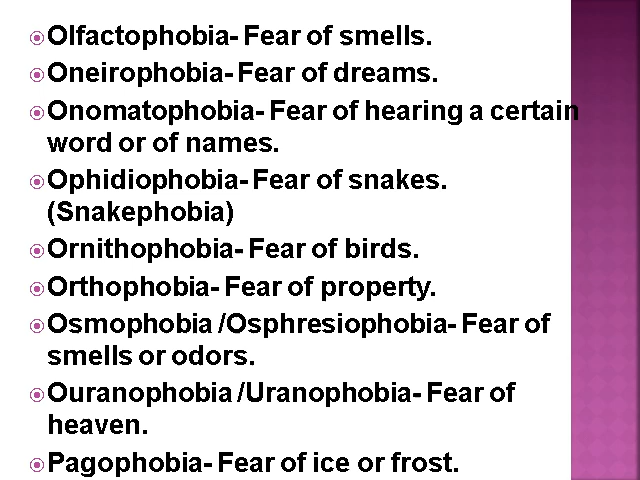 Olfactophobia- Fear of smells.
Oneirophobia- Fear of dreams.
Onomatophobia- Fear of hearing a certain
word or of names.
Ophidiophobia- Fear of snakes.
(Snakephobia)
Ornithophobia- Fear of birds.
Orthophobia- Fear of property.
Osmophobia /Osphresiophobia- Fear of
smells or odors.
Ouranophobia /Uranophobia- Fear of
heaven.
Pagophobia- Fear of ice or frost.